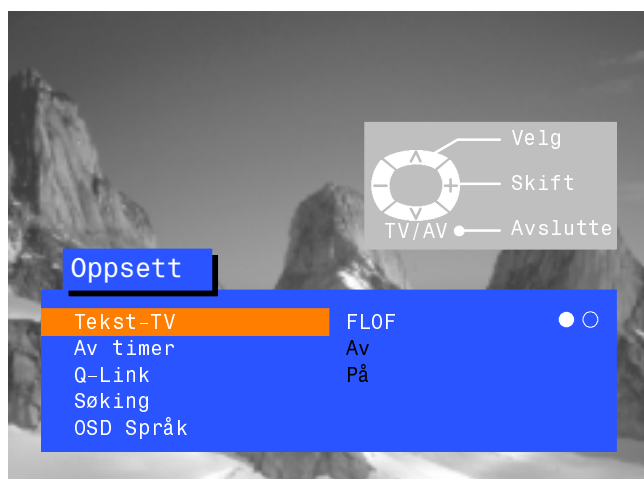 Velg
Skift
TV/AV Avslutte
Oppsett
Tekst–TV FLOF
Av timer Av
Q–Link På
Søking
OSD Språk